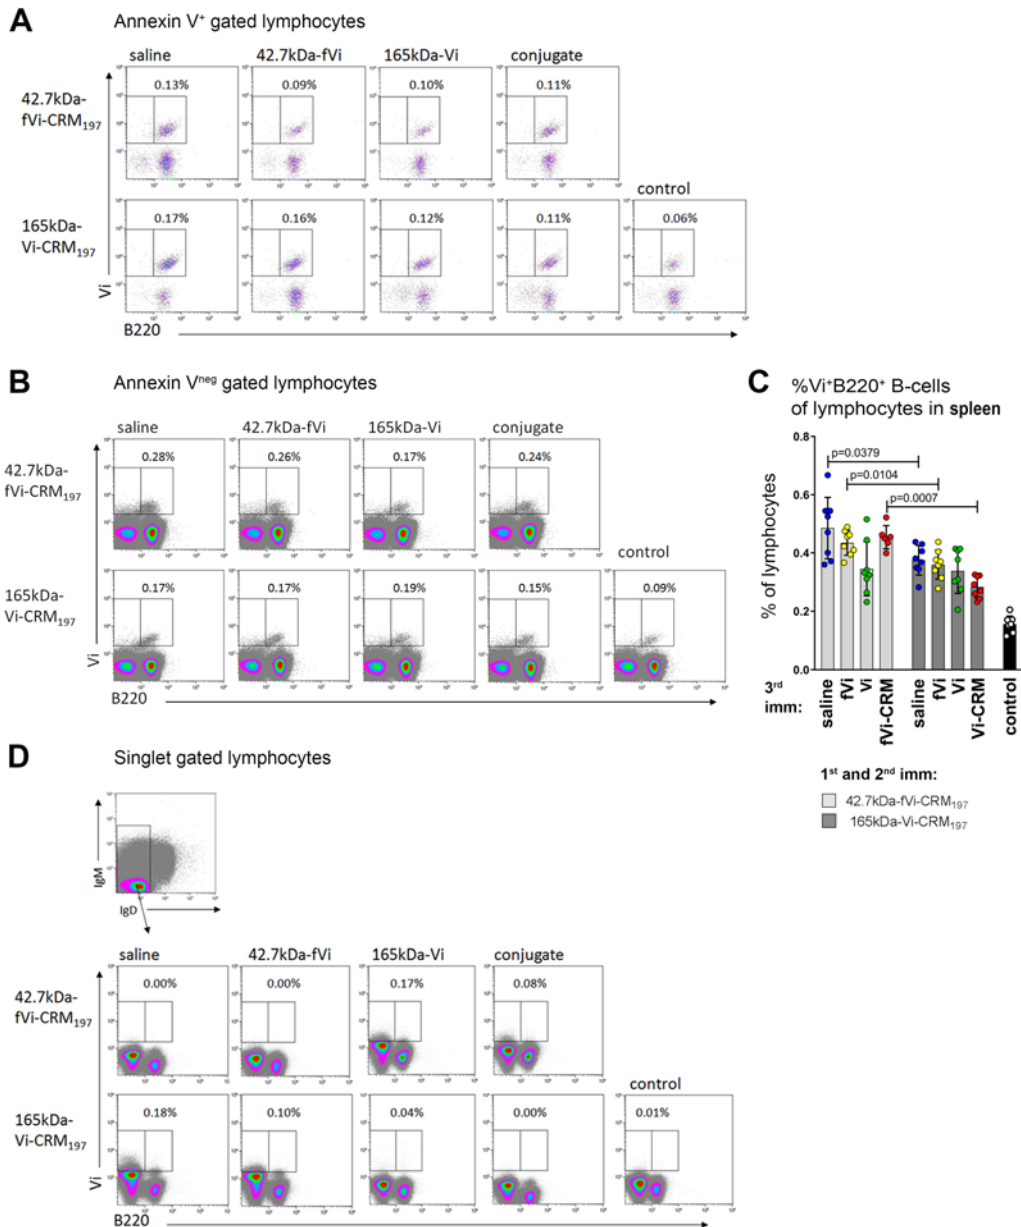 A
Annexin V⁺ gated lymphocytes
saline 42.7kDa-fVi 165kDa-Vi conjugate
42.7kDa-
fVi-CRM₁₉₇
0.13% 0.09% 0.10% 0.11%
control
165kDa-
Vi-CRM₁₉₇
0.17% 0.16% 0.12% 0.11% 0.06%
Vi
B220
B
Annexin Vⁿᵉᵍ gated lymphocytes
saline 42.7kDa-fVi 165kDa-Vi conjugate
42.7kDa-
fVi-CRM₁₉₇
0.28% 0.26% 0.17% 0.24%
control
165kDa-
Vi-CRM₁₉₇
0.17% 0.17% 0.19% 0.15% 0.09%
Vi
B220
C
%Vi⁺B220⁺ B-cells
of lymphocytes in spleen
% of lymphocytes
0.8
0.6
0.4
0.2
0.0
p=0.0379
p=0.0104
p=0.0007
3ʳᵈ
imm:
saline fVi Vi fVi-CRM saline fVi Vi Vi-CRM control
1ˢᵗ and 2ⁿᵈ imm:
42.7kDa-fVi-CRM₁₉₇
165kDa-Vi-CRM₁₉₇
D
Singlet gated lymphocytes
IgM
IgD
saline 42.7kDa-fVi 165kDa-Vi conjugate
42.7kDa-
fVi-CRM₁₉₇
0.00% 0.00% 0.17% 0.08%
control
165kDa-
Vi-CRM₁₉₇
0.18% 0.10% 0.04% 0.00% 0.01%
Vi
B220